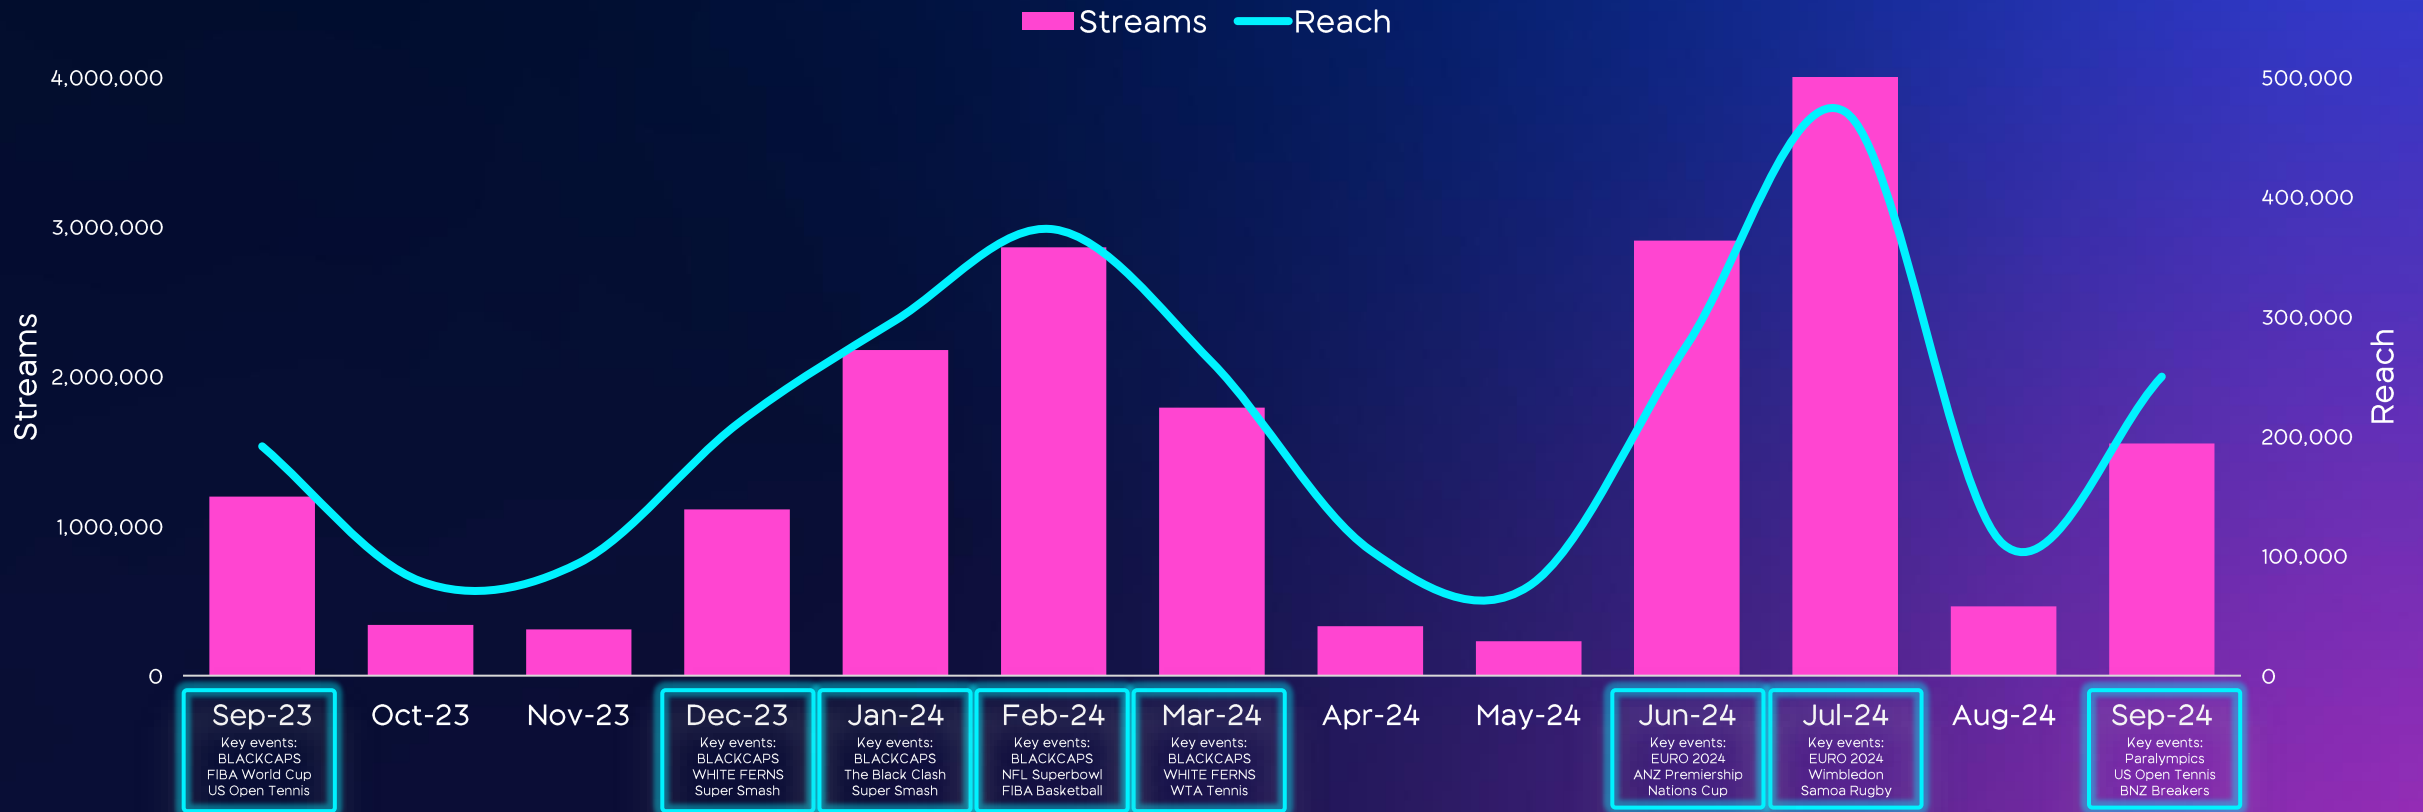 Streams Reach
4,000,000
3,000,000
2,000,000
1,000,000
0
Streams
500,000
400,000
300,000
200,000
100,000
0
Reach
Sep-23
Key events:
BLACKCAPS
FIBA World Cup
US Open Tennis
Oct-23
Nov-23
Dec-23
Key events:
BLACKCAPS
WHITE FERNS
Super Smash
Jan-24
Key events:
BLACKCAPS
The Black Clash
Super Smash
Feb-24
Key events:
BLACKCAPS
NFL Superbowl
FIBA Basketball
Mar-24
Key events:
BLACKCAPS
WHITE FERNS
WTA Tennis
Apr-24
May-24
Jun-24
Key events:
EURO 2024
ANZ Premiership
Nations Cup
Jul-24
Key events:
EURO 2024
Wimbledon
Samoa Rugby
Aug-24
Sep-24
Key events:
Paralympics
US Open Tennis
BNZ Breakers